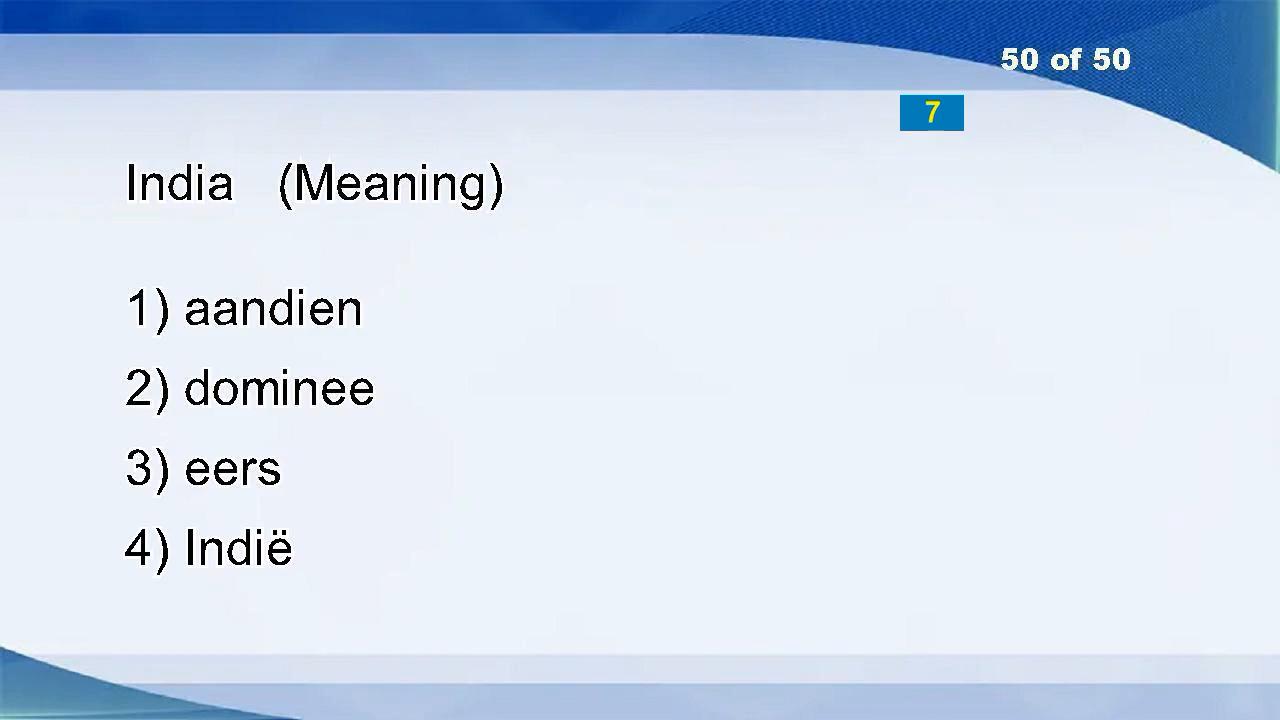 50 of 50
7
India (Meaning)
1) aandien
2) dominee
3) eers
4) Indië